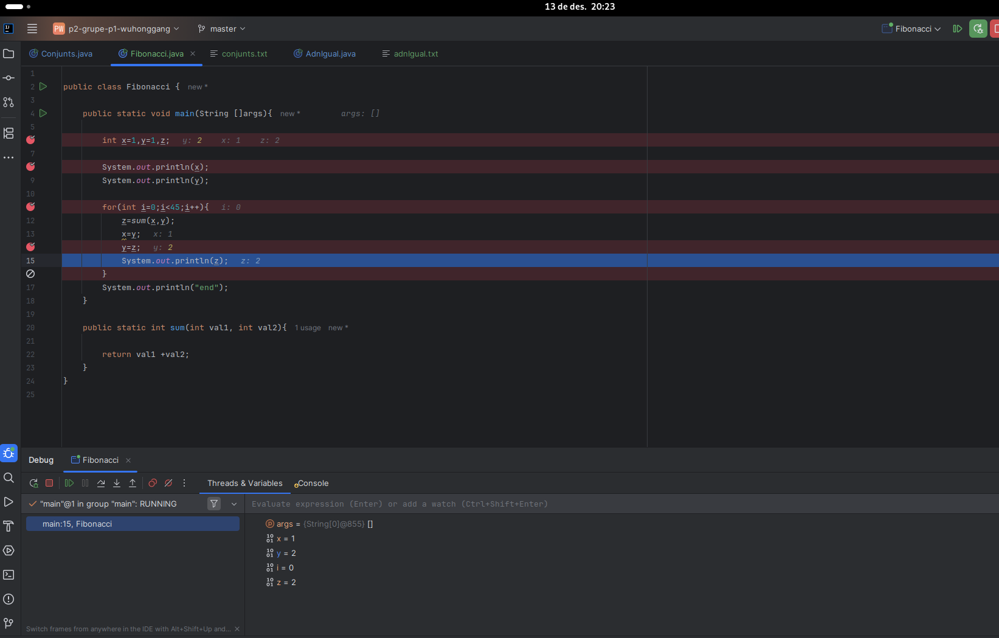 13 de des. 20:23
PW p2-grupe-p1-wuhonggang master Fibonacci
Conjunts.java Fibonacci.java conjunts.txt AdnIgual.java adnIgual.txt
1
2 public class Fibonacci { new *
3
4 public static void main(String []args){ new * args: []
5
int x=1,y=1,z; y: 2 x: 1 z: 2
7
System.out.println(x);
9 System.out.println(y);
10
for(int i=0;i<45;i++){ i: 0
12 z=sum(x,y);
13 x=y; x: 1
y=z; y: 2
15 System.out.println(z); z: 2
}
17 System.out.println("end");
18 }
19
20 public static int sum(int val1, int val2){ 1 usage new *
21
22 return val1 +val2;
23 }
24 }
25
Debug Fibonacci
Threads & Variables Console
"main"@1 in group "main": RUNNING
Evaluate expression (Enter) or add a watch (Ctrl+Shift+Enter)
main:15, Fibonacci
args = {String[0]@855} []
x = 1
y = 2
i = 0
z = 2
Switch frames from anywhere in the IDE with Alt+Shift+Up and...